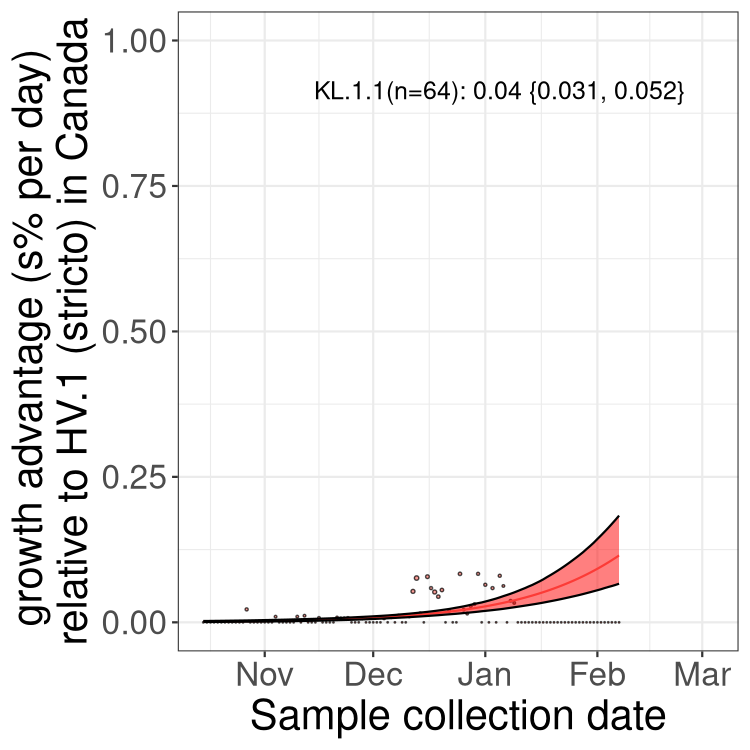 growth advantage (s% per day)
relative to HV.1 (stricto) in Canada
1.00
KL.1.1(n=64): 0.04 {0.031, 0.052}
0.75
0.50
0.25
0.00
Nov Dec Jan Feb Mar
Sample collection date